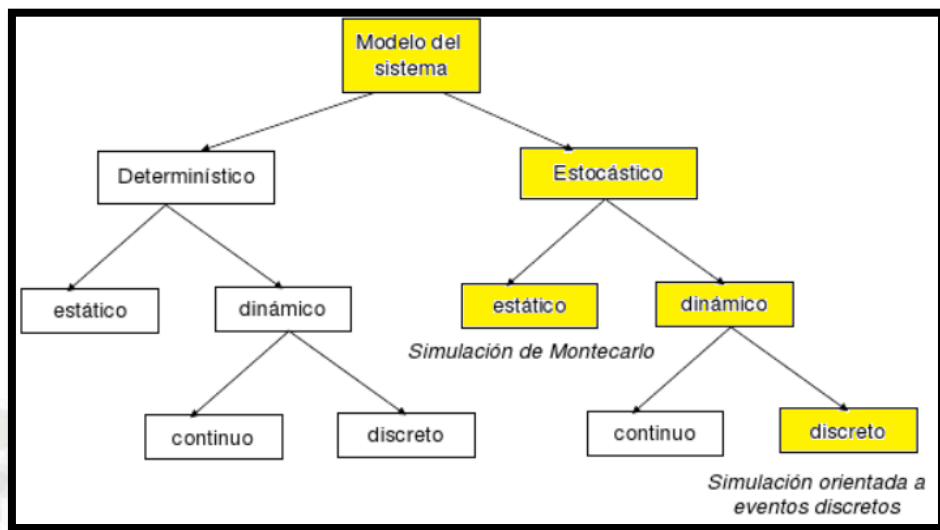 Modelo del
sistema
Determinístico
Estocástico
estático
dinámico
estático
dinámico
Simulación de Montecarlo
continuo
discreto
continuo
discreto
Simulación orientada a
eventos discretos